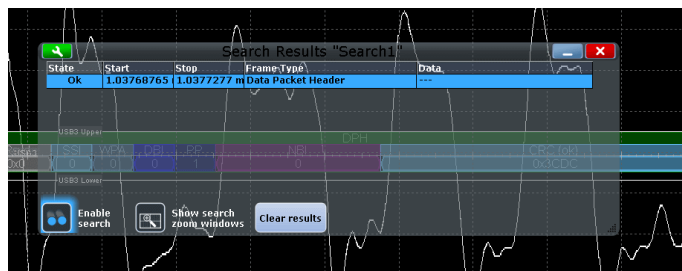 Search Results "Search1"
State Start Stop Frame Type Data
Ok 1.03768765 1.0377277 m Data Packet Header ---
USB3 Upper
DPH
SSI WPA DBI PP NBI CRC (ok)
0x0 0 0 0 1 0 0x3CDC
USB3 Lower
Enable search
Show search zoom windows
Clear results